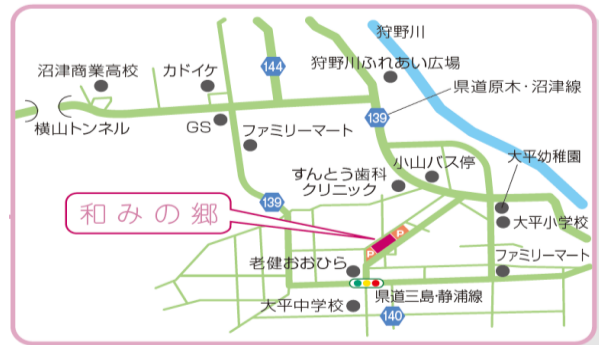 狩野川
沼津商業高校
カドイケ
144
狩野川ふれあい広場
県道原木・沼津線
横山トンネル
GS
ファミリーマート
139
小山バス停
大平幼稚園
すんとう歯科
クリニック
139
和みの郷
大平小学校
P
P
ファミリーマート
老健おおひら
県道三島・静浦線
大平中学校
140